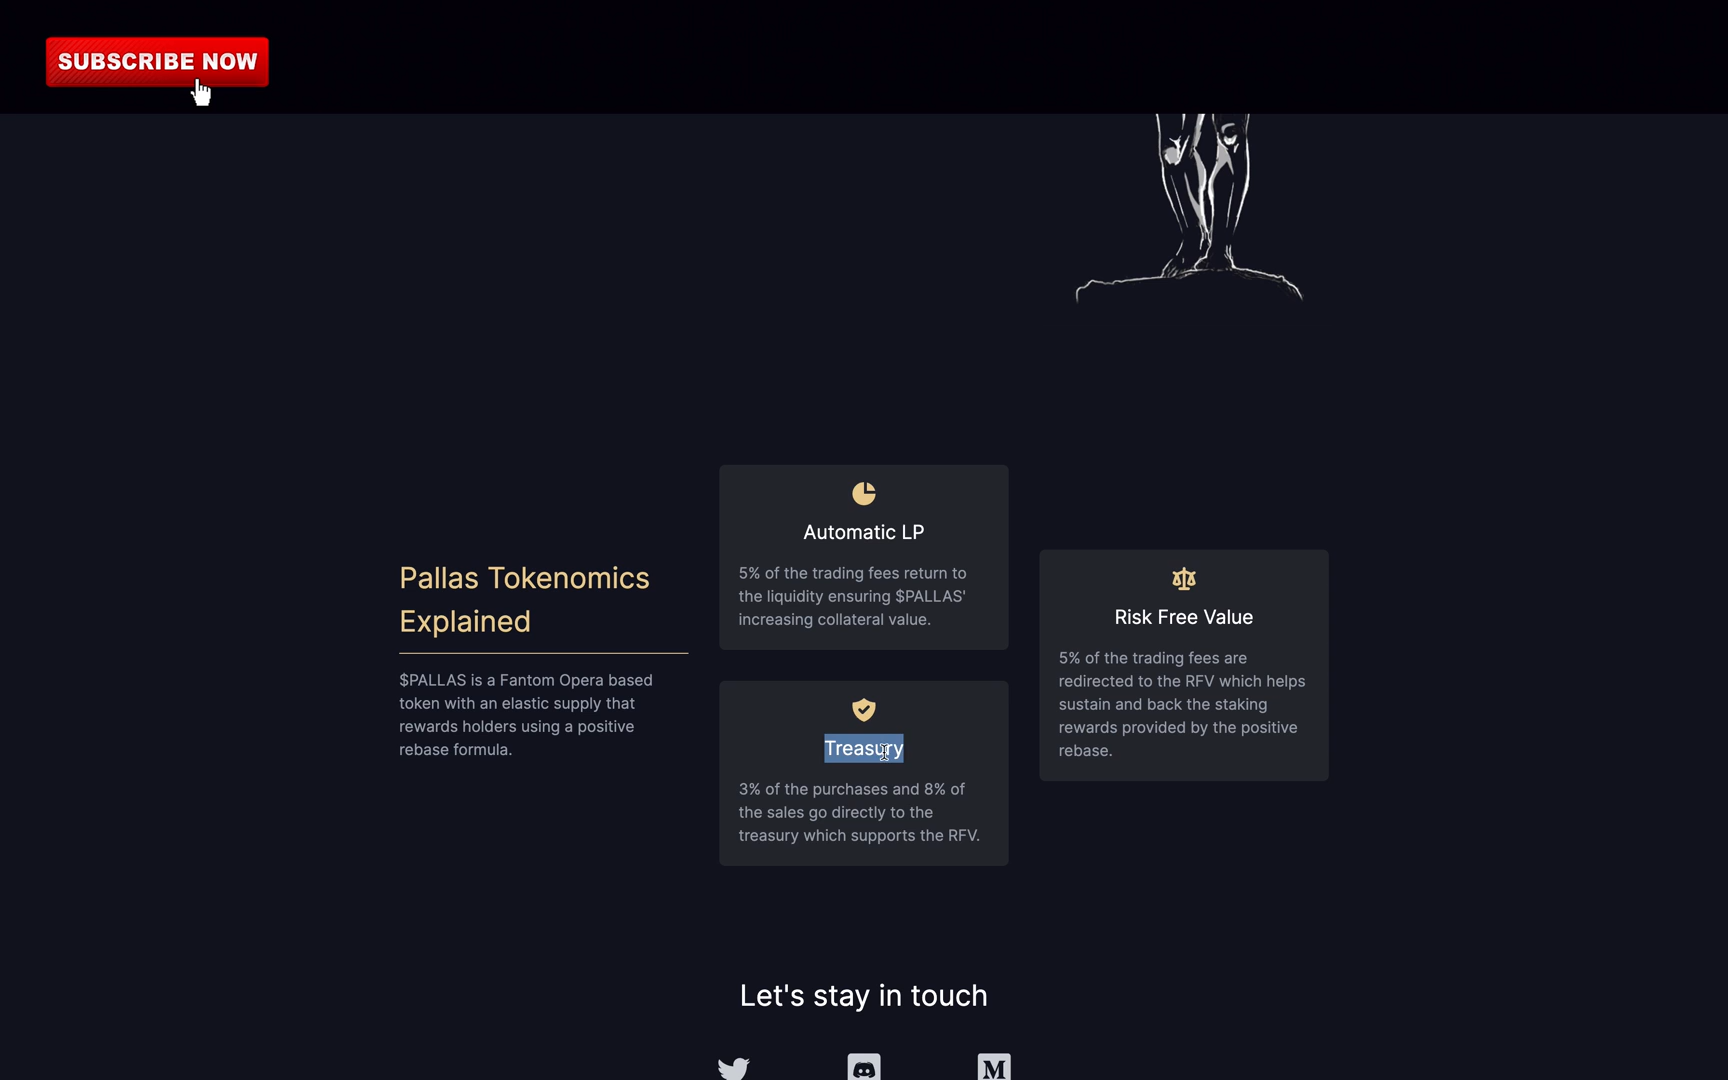 SUBSCRIBE NOW
Pallas Tokenomics
Explained
$PALLAS is a Fantom Opera based
token with an elastic supply that
rewards holders using a positive
rebase formula.
Automatic LP
5% of the trading fees return to
the liquidity ensuring $PALLAS'
increasing collateral value.
Treasury
3% of the purchases and 8% of
the sales go directly to the
treasury which supports the RFV.
Risk Free Value
5% of the trading fees are
redirected to the RFV which helps
sustain and back the staking
rewards provided by the positive
rebase.
Let's stay in touch
M